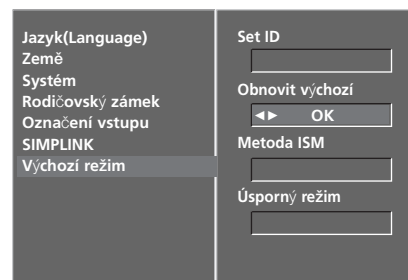 Jazyk(Language)
Země
Systém
Rodičovský zámek
Označení vstupu
SIMPLINK
Výchozí režim
Set ID
Obnovit výchozí
◄► OK
Metoda ISM
Úsporný režim